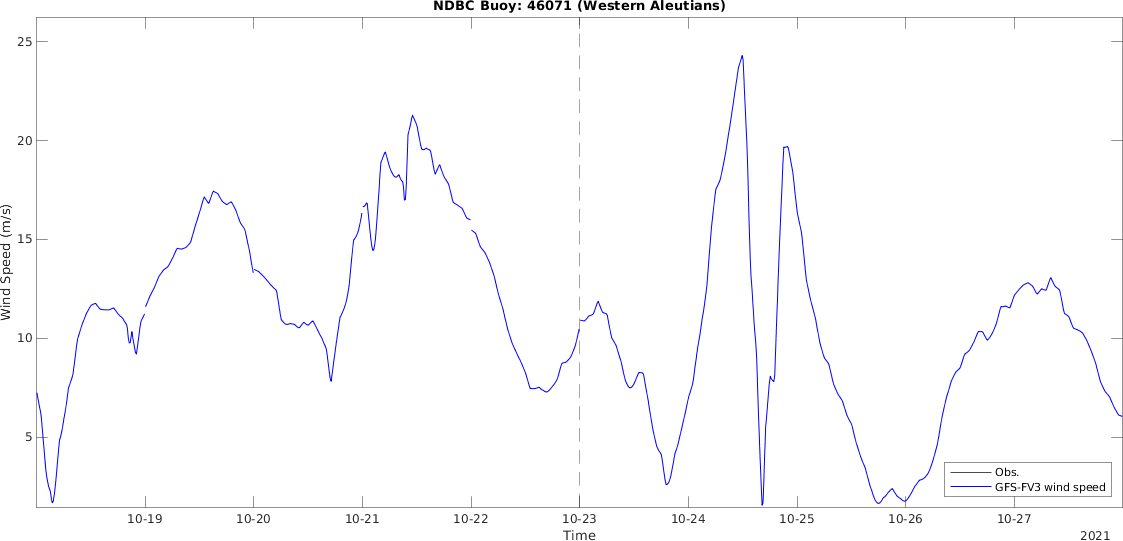 NDBC Buoy: 46071 (Western Aleutians)
Wind Speed (m/s)
25
20
15
10
5
Obs.
GFS-FV3 wind speed
10-19 10-20 10-21 10-22 10-23 10-24 10-25 10-26 10-27
Time
2021